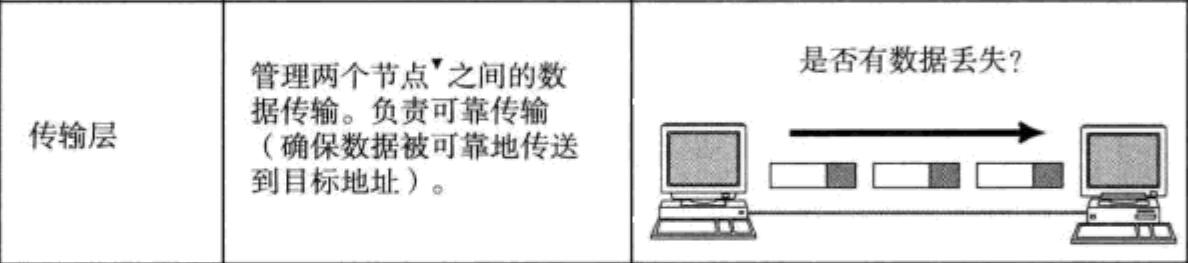 传输层
管理两个节点▼之间的数
据传输。负责可靠传输
（确保数据被可靠地传送
到目标地址）。
是否有数据丢失？